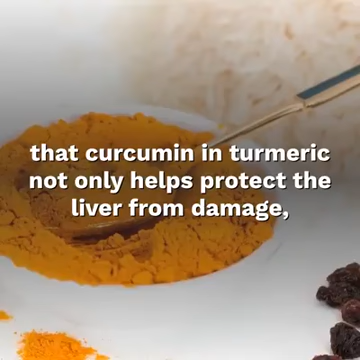 that curcumin in turmeric
not only helps protect the
liver from damage,